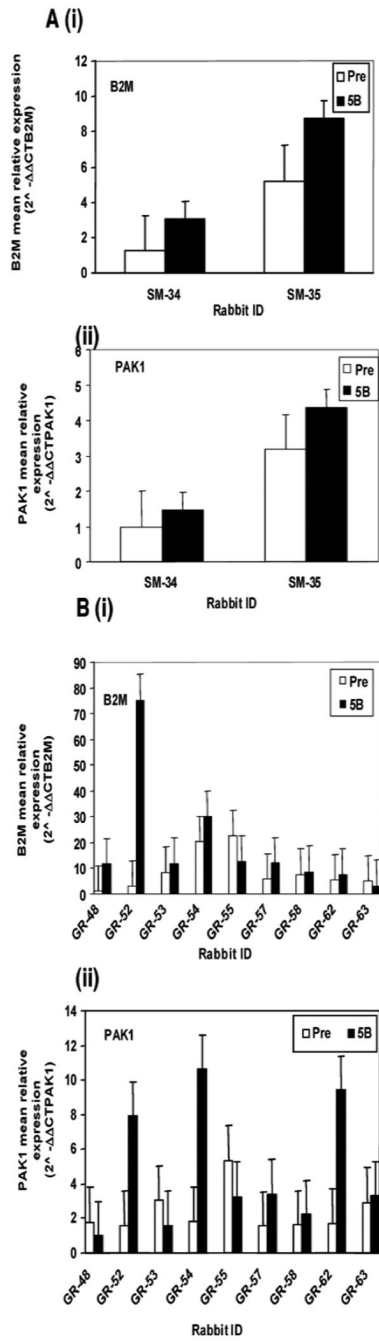 A (i)
B2M mean relative expression
(2^ -ΔΔCTB2M)
12
10
8
6
4
2
0
B2M
Pre
5B
SM-34
SM-35
Rabbit ID
(ii)
PAK1 mean relative
expression
(2^ -ΔΔCTPAK1)
6
5
4
3
2
1
0
PAK1
Pre
5B
SM-34
SM-35
Rabbit ID
B (i)
B2M mean relative
expression
(2^ -ΔΔCTB2M)
90
80
70
60
50
40
30
20
10
0
B2M
Pre
5B
GR-48
GR-52
GR-53
GR-54
GR-55
GR-57
GR-58
GR-62
GR-63
Rabbit ID
(ii)
PAK1 mean relative
expression
(2^ -ΔΔCTPAK1)
14
12
10
8
6
4
2
0
PAK1
Pre 5B
GR-48
GR-52
GR-53
GR-54
GR-55
GR-57
GR-58
GR-62
GR-63
Rabbit ID